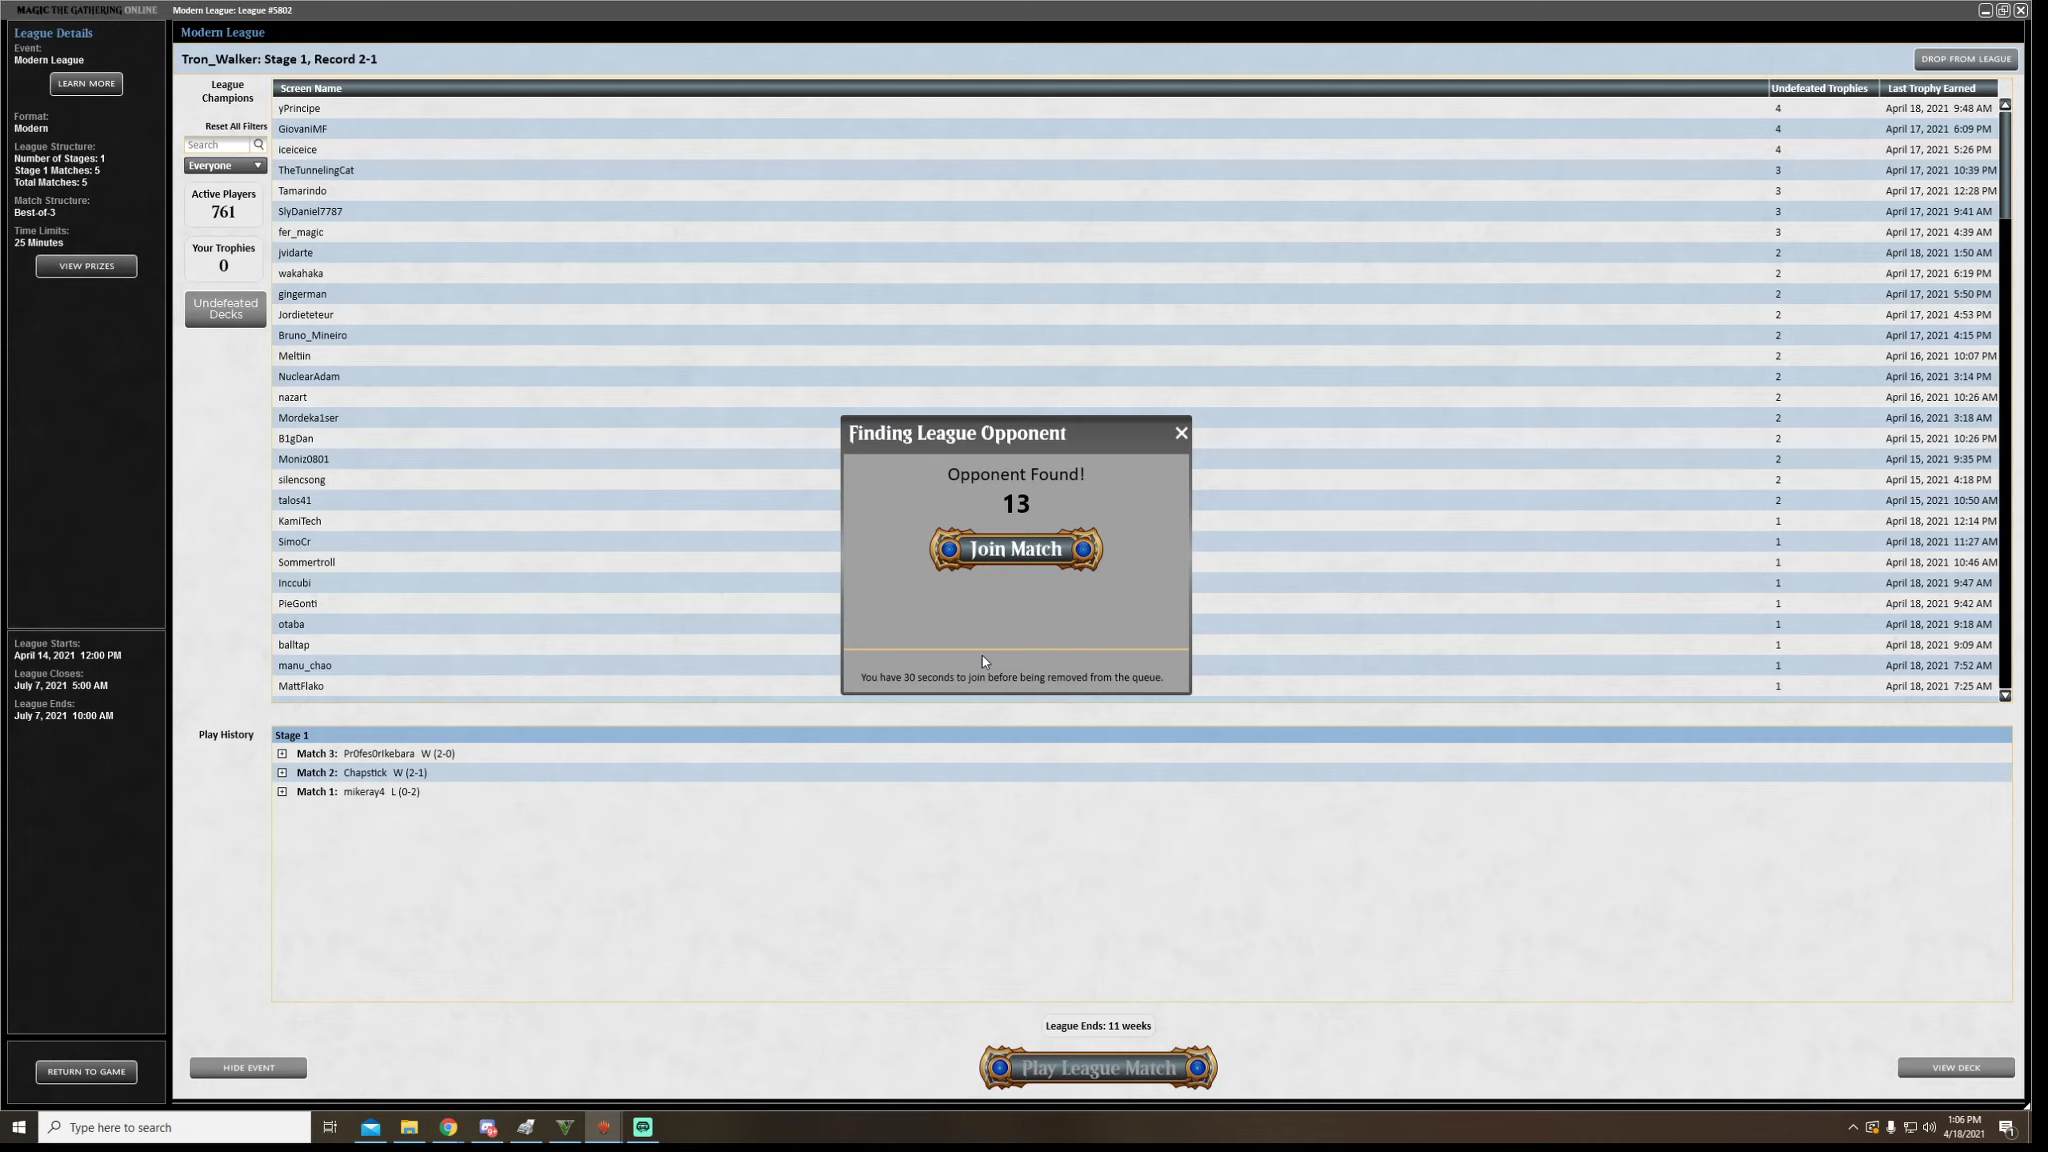 MAGIC THE GATHERING ONLINE
Modern League: League #5802
League Details
Event:
Modern League
LEARN MORE
Format:
Modern
League Structure:
Number of Stages: 1
Stage 1 Matches: 5
Total Matches: 5
Match Structure:
Best-of-3
Time Limits:
25 Minutes
VIEW PRIZES
League Starts:
April 14, 2021 12:00 PM
League Closes:
July 7, 2021 5:00 AM
League Ends:
July 7, 2021 10:00 AM
RETURN TO GAME
Modern League
Tron_Walker: Stage 1, Record 2-1
DROP FROM LEAGUE
League
Champions
Reset All Filters
Search
Everyone
Active Players
761
Your Trophies
0
Undefeated
Decks
Screen Name Undefeated Trophies Last Trophy Earned
yPrincipe 4 April 18, 2021 9:48 AM
GiovaniMF 4 April 17, 2021 6:09 PM
iceiceice 4 April 17, 2021 5:26 PM
TheTunnelingCat 3 April 17, 2021 10:39 PM
Tamarindo 3 April 17, 2021 12:28 PM
SlyDaniel7787 3 April 17, 2021 9:41 AM
fer_magic 3 April 17, 2021 4:39 AM
jvidarte 2 April 18, 2021 1:50 AM
wakahaka 2 April 17, 2021 6:19 PM
gingerman 2 April 17, 2021 5:50 PM
Jordieteteur 2 April 17, 2021 4:53 PM
Bruno_Mineiro 2 April 17, 2021 4:15 PM
Meltiin 2 April 16, 2021 10:07 PM
NuclearAdam 2 April 16, 2021 3:14 PM
nazart 2 April 16, 2021 10:26 AM
Mordeka1ser 2 April 16, 2021 3:18 AM
B1gDan 2 April 15, 2021 10:26 PM
Moniz0801 2 April 15, 2021 9:35 PM
silencsong 2 April 15, 2021 4:18 PM
talos41 2 April 15, 2021 10:50 AM
KamiTech 1 April 18, 2021 12:14 PM
SimoCr 1 April 18, 2021 11:27 AM
Sommertroll 1 April 18, 2021 10:46 AM
Inccubi 1 April 18, 2021 9:47 AM
PieGonti 1 April 18, 2021 9:42 AM
otaba 1 April 18, 2021 9:18 AM
balltap 1 April 18, 2021 9:09 AM
manu_chao 1 April 18, 2021 7:52 AM
MattFlako 1 April 18, 2021 7:25 AM
Finding League Opponent
Opponent Found!
13
Join Match
You have 30 seconds to join before being removed from the queue.
Play History
Stage 1
Match 3: Pr0fes0rIkebara W (2-0)
Match 2: Chapstick W (2-1)
Match 1: mikeray4 L (0-2)
League Ends: 11 weeks
HIDE EVENT
Play League Match
VIEW DECK
Type here to search
1:06 PM
4/18/2021